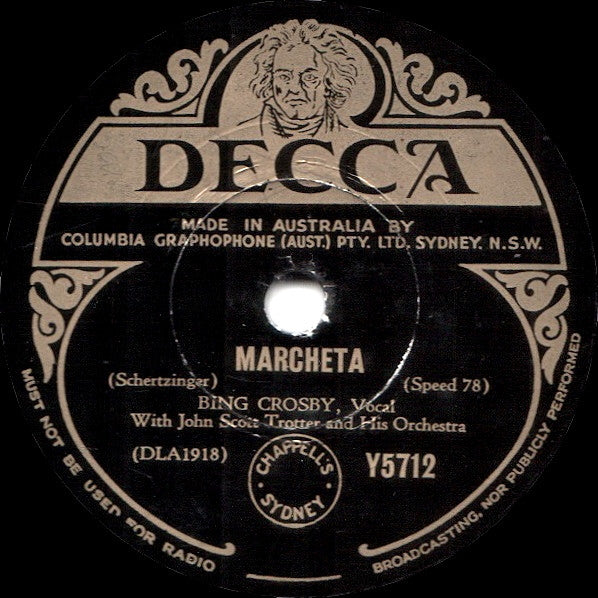 DECCA
MADE IN AUSTRALIA BY
COLUMBIA GRAPHOPHONE (AUST.) PTY. LTD. SYDNEY. N.S.W.
MARCHETA
(Schertzinger) (Speed 78)
BING CROSBY, Vocal
With John Scott Trotter and His Orchestra
(DLA1918) Y5712
CHAPPELL'S
SYDNEY
MUST NOT BE USED FOR RADIO
BROADCASTING, NOR PUBLICLY PERFORMED